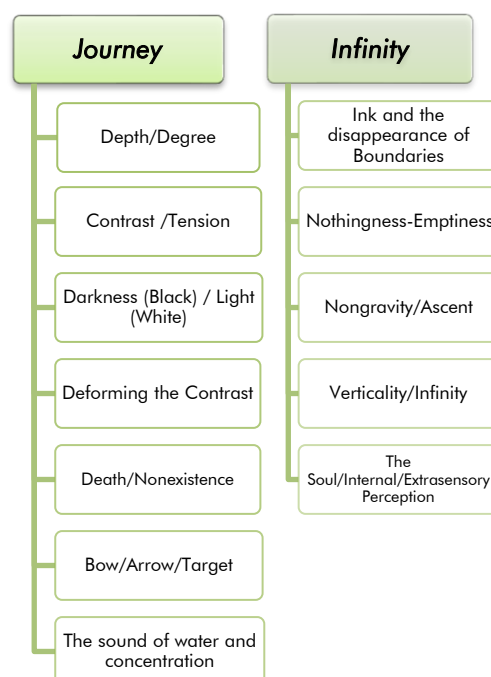 Journey
Depth/Degree
Contrast /Tension
Darkness (Black) / Light
(White)
Deforming the Contrast
Death/Nonexistence
Bow/Arrow/Target
The sound of water and
concentration
Infinity
Ink and the
disappearance of
Boundaries
Nothingness-Emptiness
Nongravity/Ascent
Verticality/Infinity
The
Soul/Internal/Extrasensory
Perception